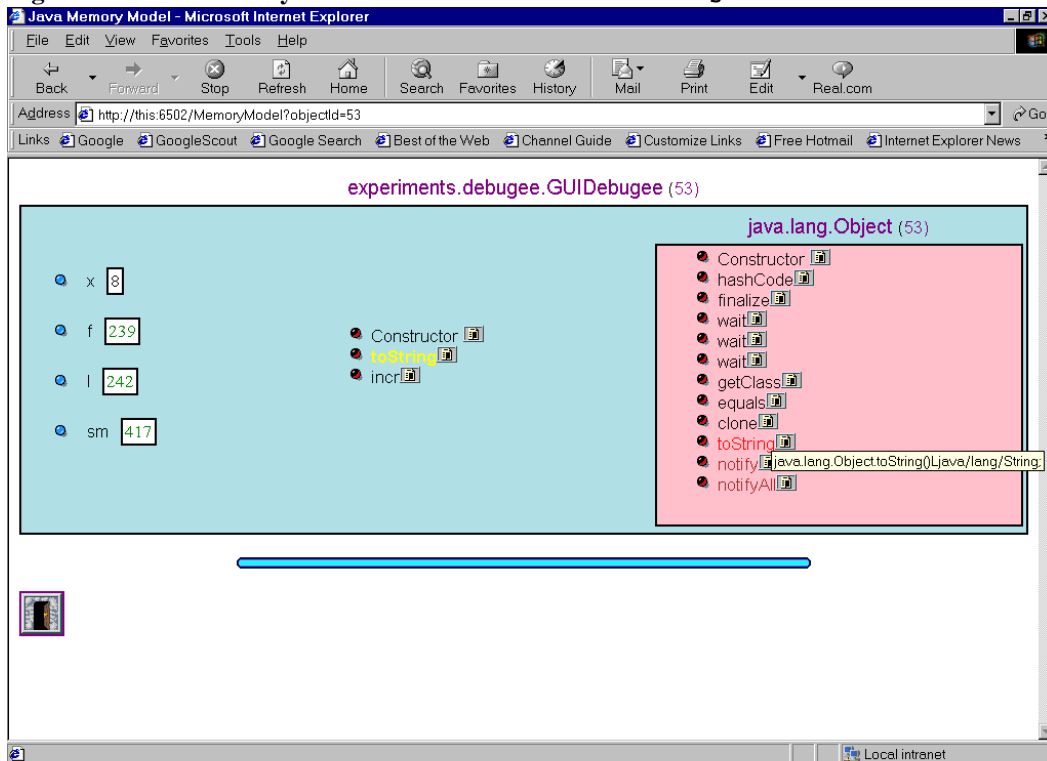 Java Memory Model - Microsoft Internet Explorer
File Edit View Favorites Tools Help
Back Forward Stop Refresh Home Search Favorites History Mail Print Edit Real.com
Address http://this:6502/MemoryModel?objectId=53 Go
Links Google GoogleScout Google Search Best of the Web Channel Guide Customize Links Free Hotmail Internet Explorer News
experiments.debugee.GUIDebugee (53)
java.lang.Object (53)
x 8
f 239
l 242
sm 417
Constructor
toString
incr
Constructor
hashCode
finalize
wait
wait
wait
getClass
equals
clone
toString
notify
java.lang.Object.toString()Ljava/lang/String;
notifyAll
Local intranet